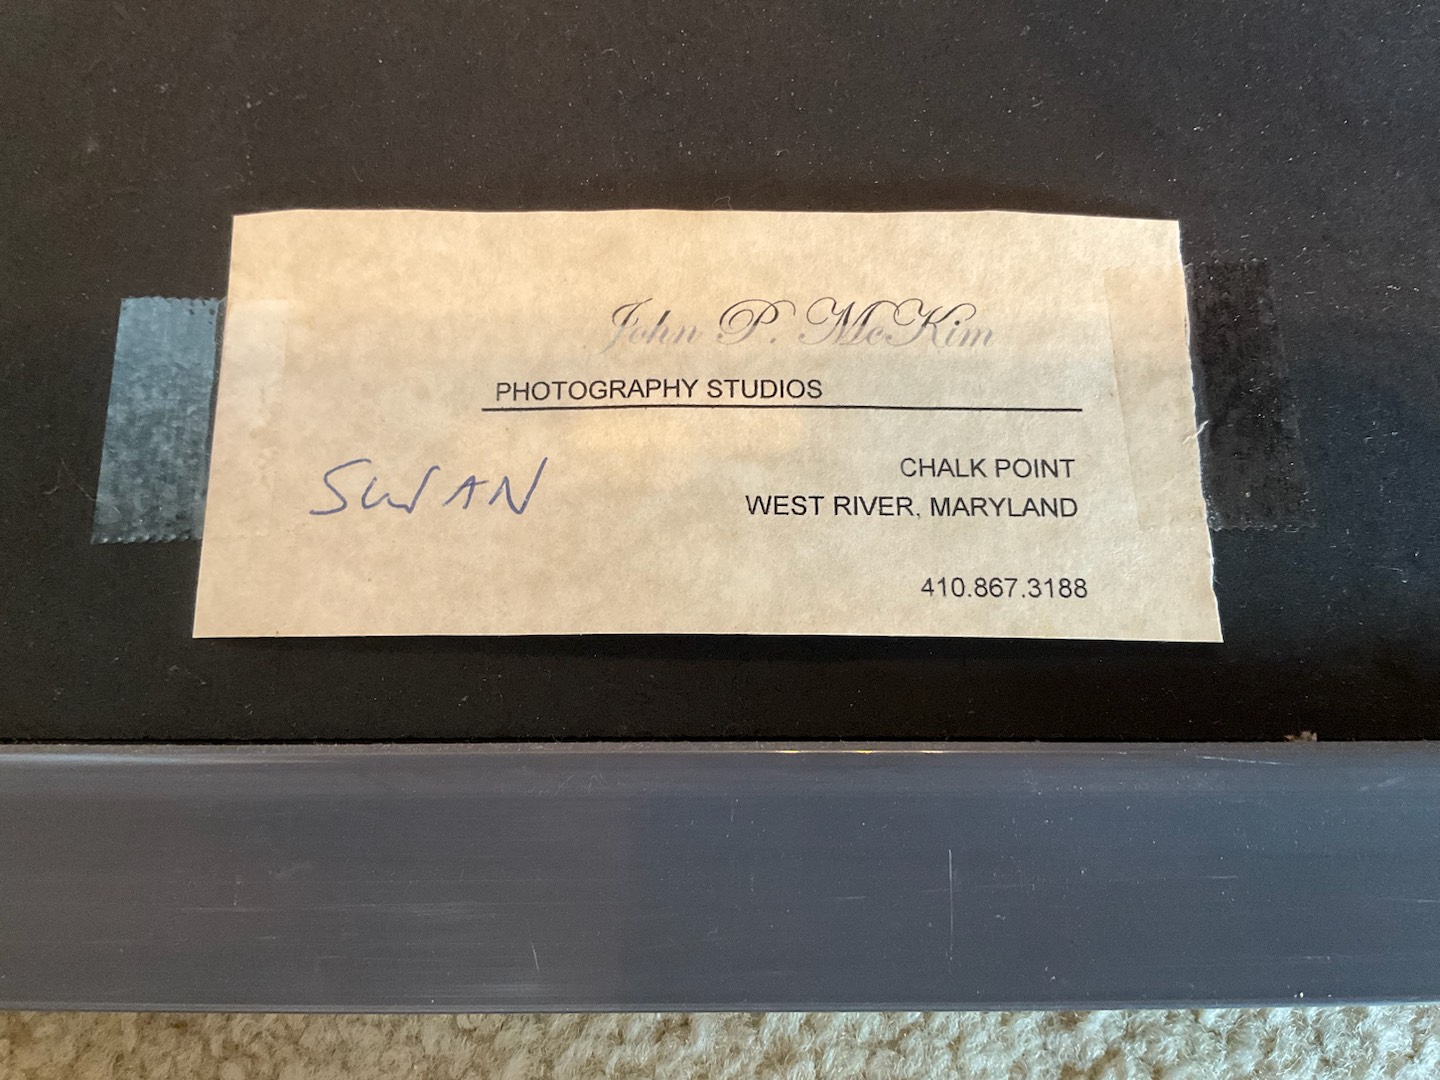 John P. McKim
PHOTOGRAPHY STUDIOS
SWAN
CHALK POINT
WEST RIVER, MARYLAND
410.867.3188